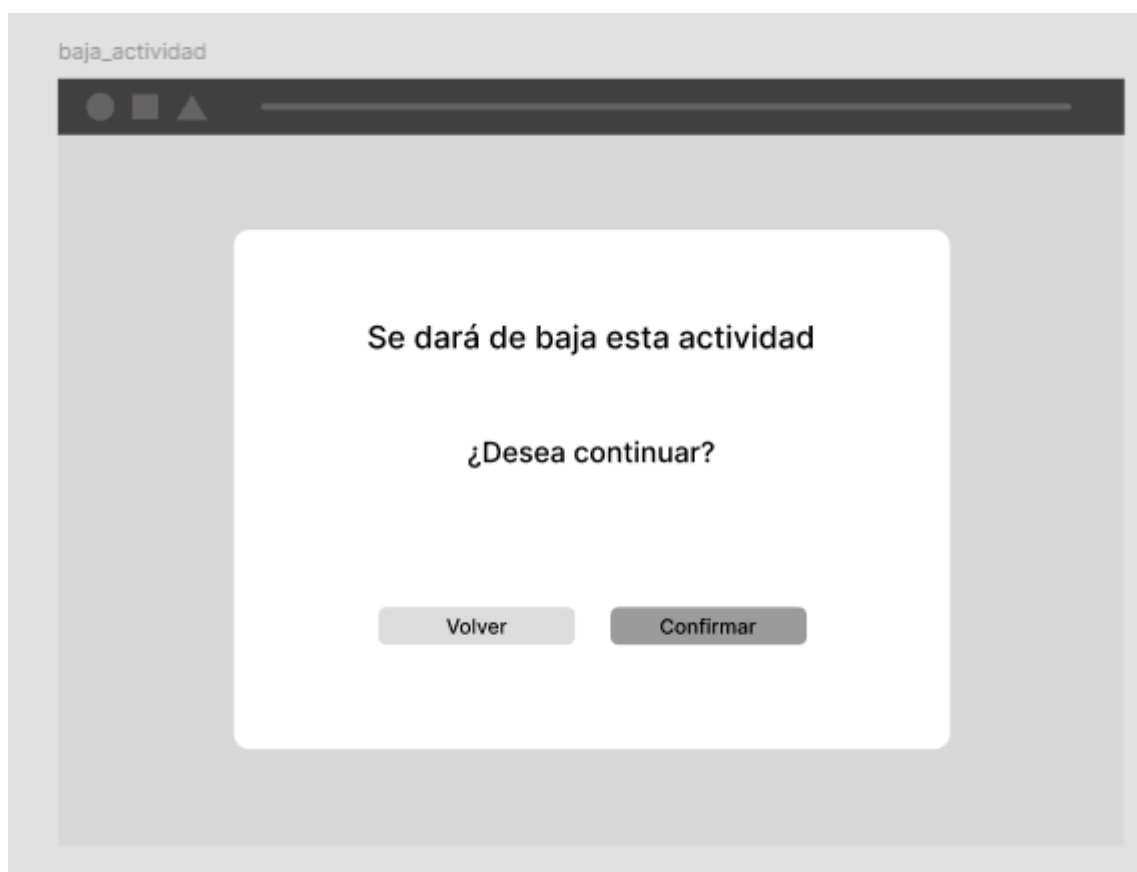 baja_actividad
Se dará de baja esta actividad
¿Desea continuar?
Volver
Confirmar